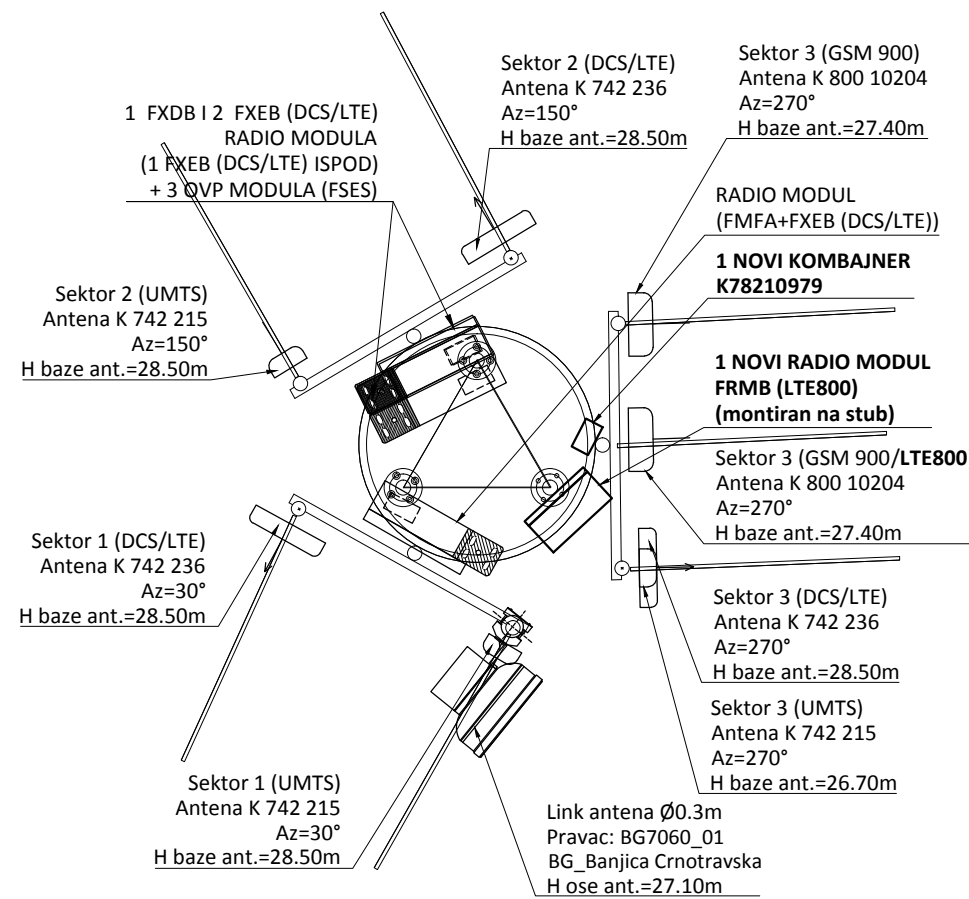 Sektor 2 (DCS/LTE)
Antena K 742 236
Az=150°
H baze ant.=28.50m
Sektor 3 (GSM 900)
Antena K 800 10204
Az=270°
H baze ant.=27.40m
1 FXDB I 2 FXEB (DCS/LTE)
RADIO MODULA
(1 FXEB (DCS/LTE) ISPOD)
+ 3 OVP MODULA (FSES)
RADIO MODUL
(FMFA+FXEB (DCS/LTE))
1 NOVI KOMBAJNER
K78210979
Sektor 2 (UMTS)
Antena K 742 215
Az=150°
H baze ant.=28.50m
1 NOVI RADIO MODUL
FRMB (LTE800)
(montiran na stub)
Sektor 3 (GSM 900/LTE800
Antena K 800 10204
Az=270°
H baze ant.=27.40m
Sektor 1 (DCS/LTE)
Antena K 742 236
Az=30°
H baze ant.=28.50m
Sektor 3 (DCS/LTE)
Antena K 742 236
Az=270°
H baze ant.=28.50m
Sektor 3 (UMTS)
Antena K 742 215
Az=270°
H baze ant.=26.70m
Sektor 1 (UMTS)
Antena K 742 215
Az=30°
H baze ant.=28.50m
Link antena Ø0.3m
Pravac: BG7060_01
BG_Banjica Crnotravska
H ose ant.=27.10m